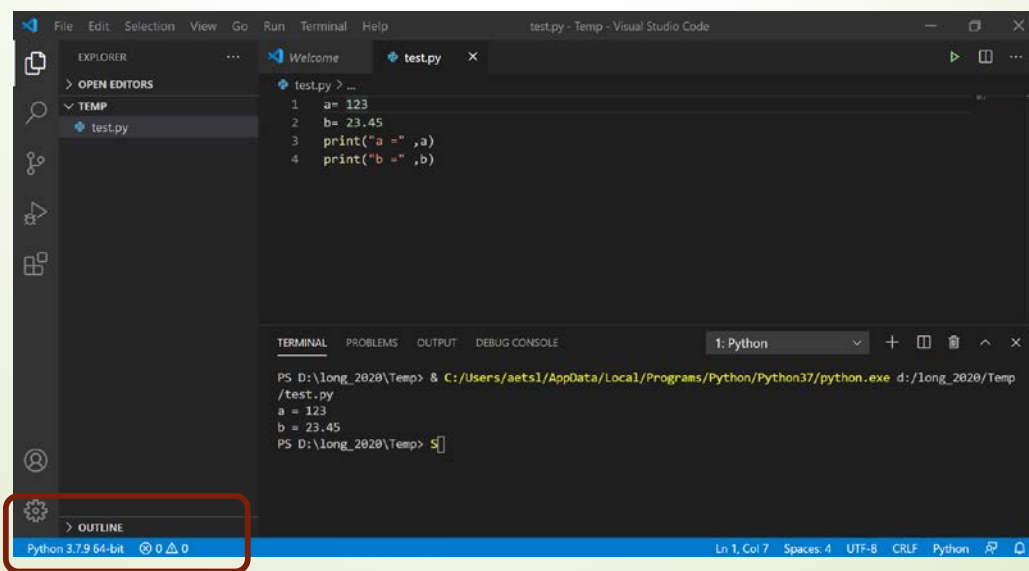 File Edit Selection View Go Run Terminal Help test.py - Temp - Visual Studio Code
EXPLORER ...
Welcome test.py ×
> OPEN EDITORS
TEMP
test.py
test.py > ...
1 a= 123
2 b= 23.45
3 print("a =" ,a)
4 print("b =" ,b)
TERMINAL PROBLEMS OUTPUT DEBUG CONSOLE 1: Python
PS D:\long_2020\Temp> & C:/Users/aetsl/AppData/Local/Programs/Python/Python37/python.exe d:/long_2020/Temp
/test.py
a = 123
b = 23.45
PS D:\long_2020\Temp> S
> OUTLINE
Python 3.7.9 64-bit 0 0 Ln 1, Col 7 Spaces: 4 UTF-8 CRLF Python